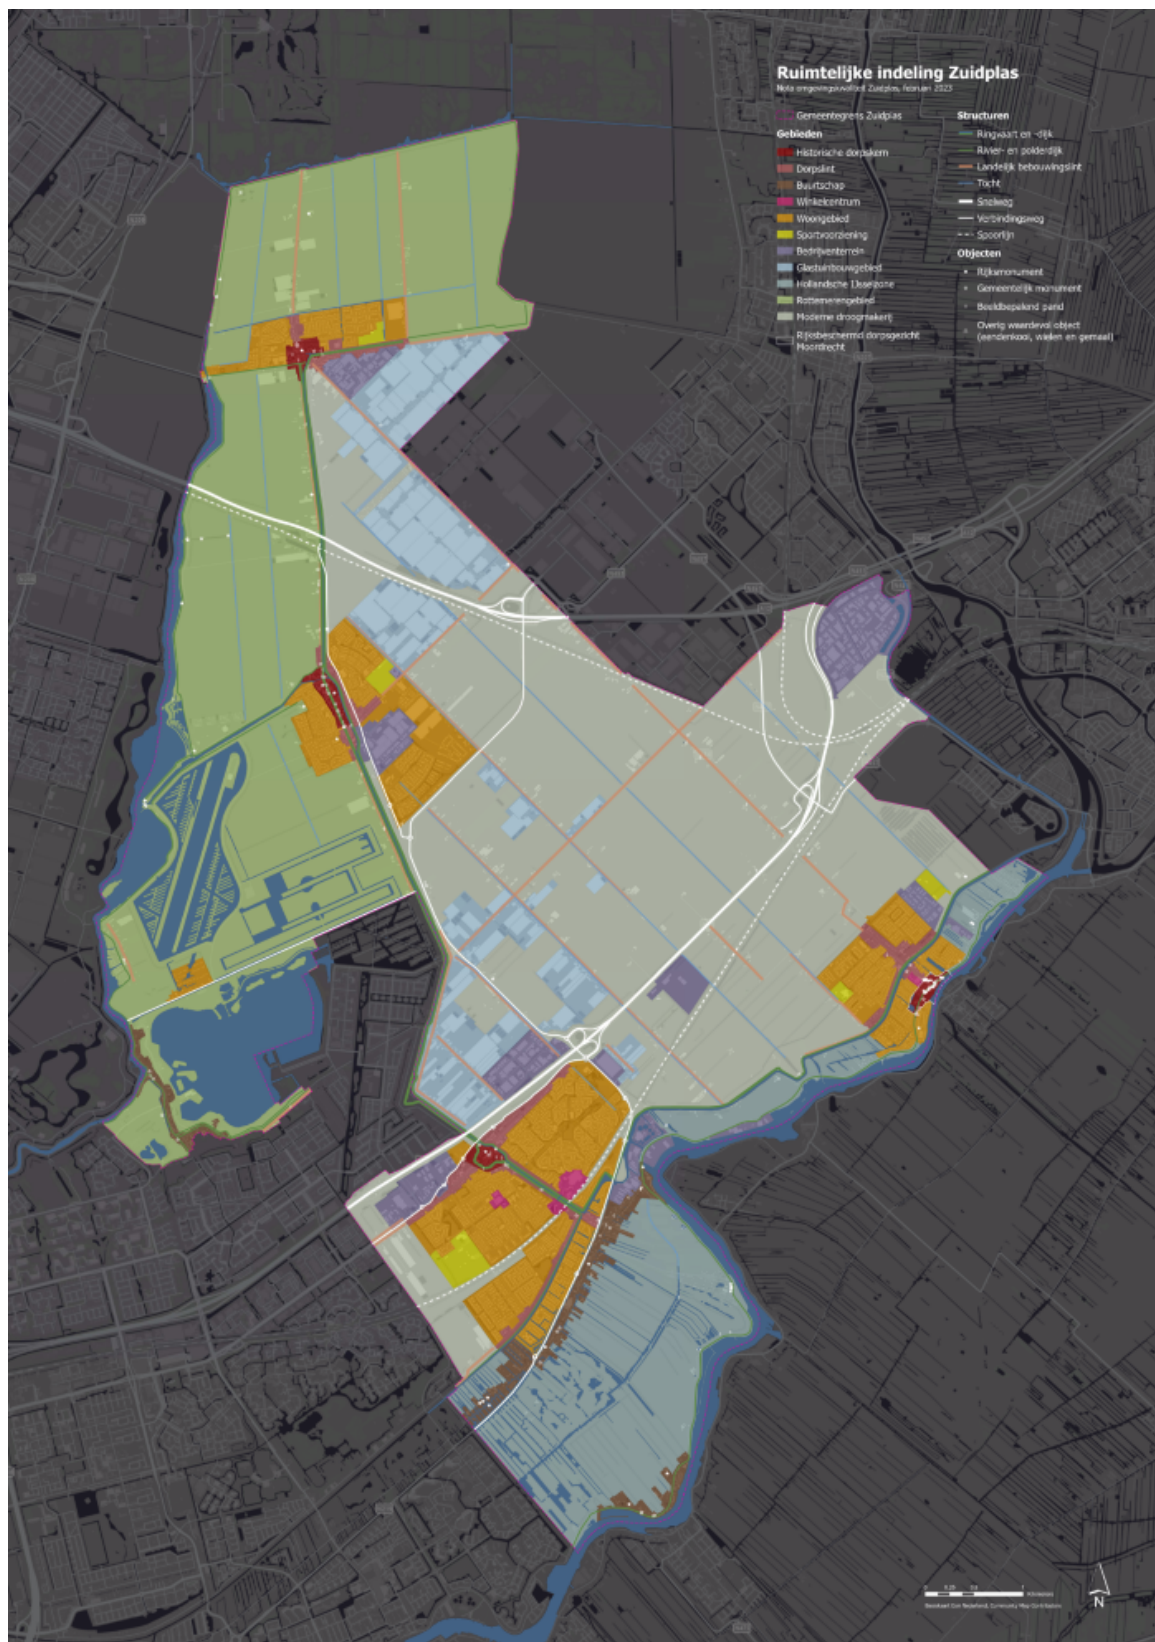 Ruimtelijke indeling Zuidplas
Nota omgevingskwaliteit Zuidplas, februari 2023
Gemeentegrens Zuidplas
Gebieden
Historische dorpskern
Dorpslint
Buurtschap
Winkelcentrum
Woongebied
Sportvoorziening
Bedrijventerrein
Glastuinbouwgebied
Hollandsche IJsselzone
Rottemerengebied
Moderne droogmakerij
Rijksbeschermd dorpsgezicht
Moordrecht
Structuren
Ringvaart en -dijk
Rivier- en polderdijk
Landelijk bebouwingslint
Tocht
Snelweg
Verbindingsweg
Spoorlijn
Objecten
Rijksmonument
Gemeentelijk monument
Beeldbepalend pand
Overig waardevol object
(eendenkooi, wielen en gemaal)
N